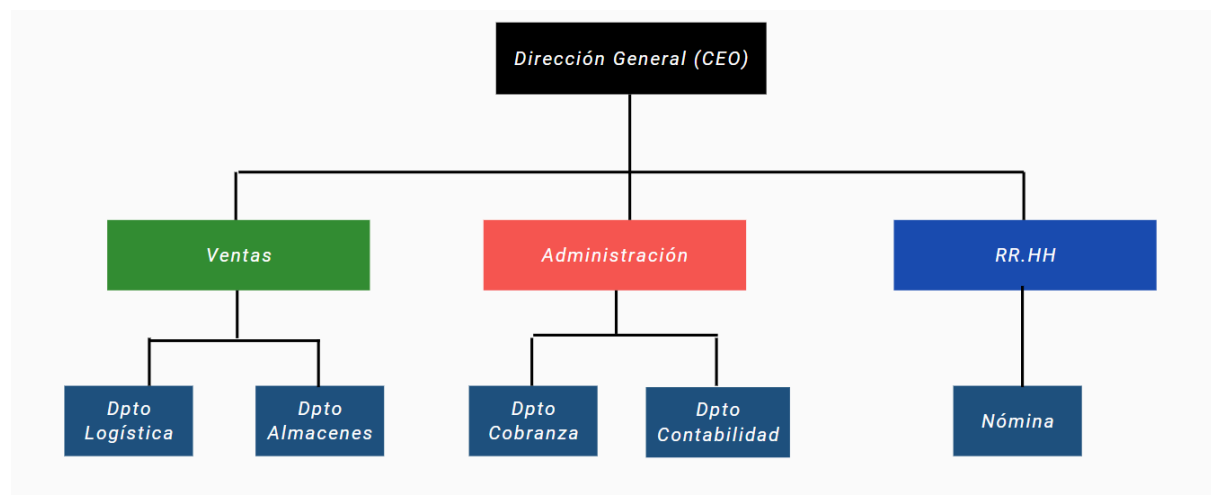 Dirección General (CEO)
Ventas
Administración
RR.HH
Dpto
Logística
Dpto
Almacenes
Dpto
Cobranza
Dpto
Contabilidad
Nómina